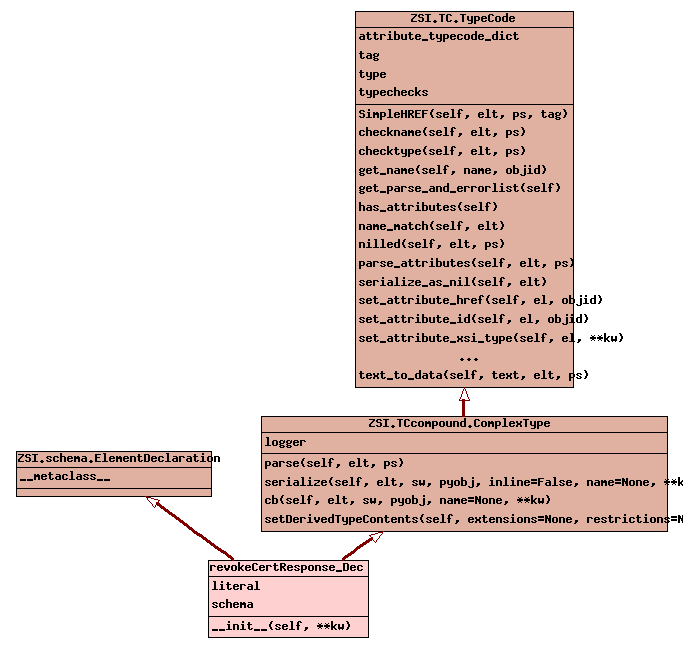 ZSI.TC.TypeCode
attribute_typecode_dict
tag
type
typechecks
SimpleHREF(self, elt, ps, tag)
checkname(self, elt, ps)
checktype(self, elt, ps)
get_name(self, name, objid)
get_parse_and_errorlist(self)
has_attributes(self)
name_match(self, elt)
nilled(self, elt, ps)
parse_attributes(self, elt, ps)
serialize_as_nil(self, elt)
set_attribute_href(self, el, objid)
set_attribute_id(self, el, objid)
set_attribute_xsi_type(self, el, **kw)
...
text_to_data(self, text, elt, ps)
ZSI.TCcompound.ComplexType
logger
parse(self, elt, ps)
serialize(self, elt, sw, pyobj, inline=False, name=None, **k
cb(self, elt, sw, pyobj, name=None, **kw)
setDerivedTypeContents(self, extensions=None, restrictions=N
ZSI.schema.ElementDeclaration
__metaclass__
revokeCertResponse_Dec
literal
schema
__init__(self, **kw)